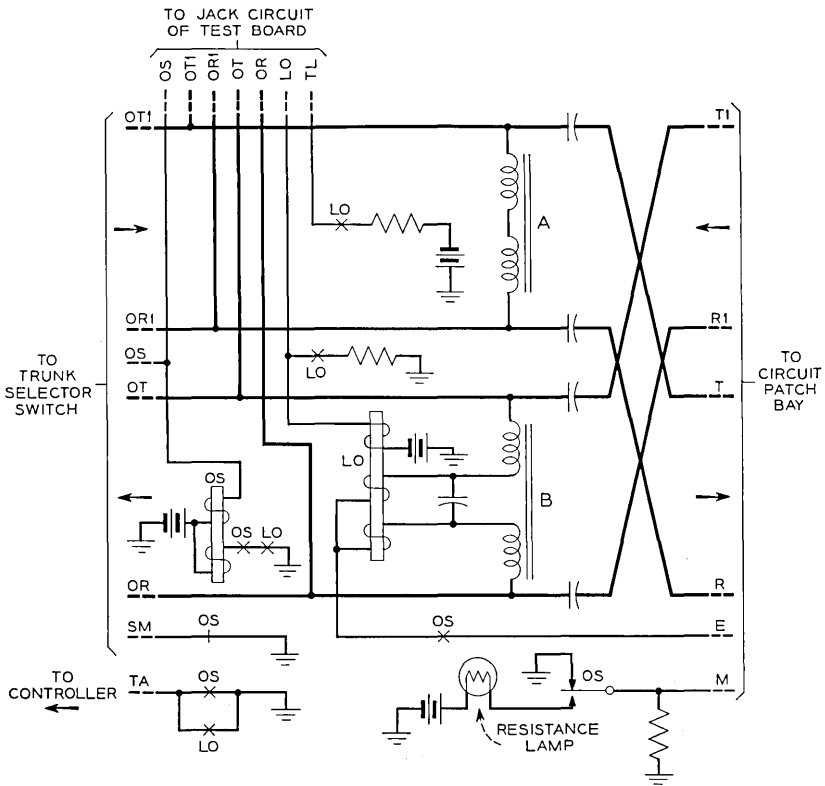 TO JACK CIRCUIT
OF TEST BOARD
OS
OT1
OR1
OT
OR
LO
TL
OT1
T1
LO
A
OR1
R1
OS
LO
TO
TRUNK
SELECTOR
SWITCH
OT
T
TO
CIRCUIT
PATCH
BAY
LO
OS
B
OS LO
OR
R
SM
OS
OS
E
TO
CONTROLLER
TA
OS
LO
OS
M
RESISTANCE
LAMP